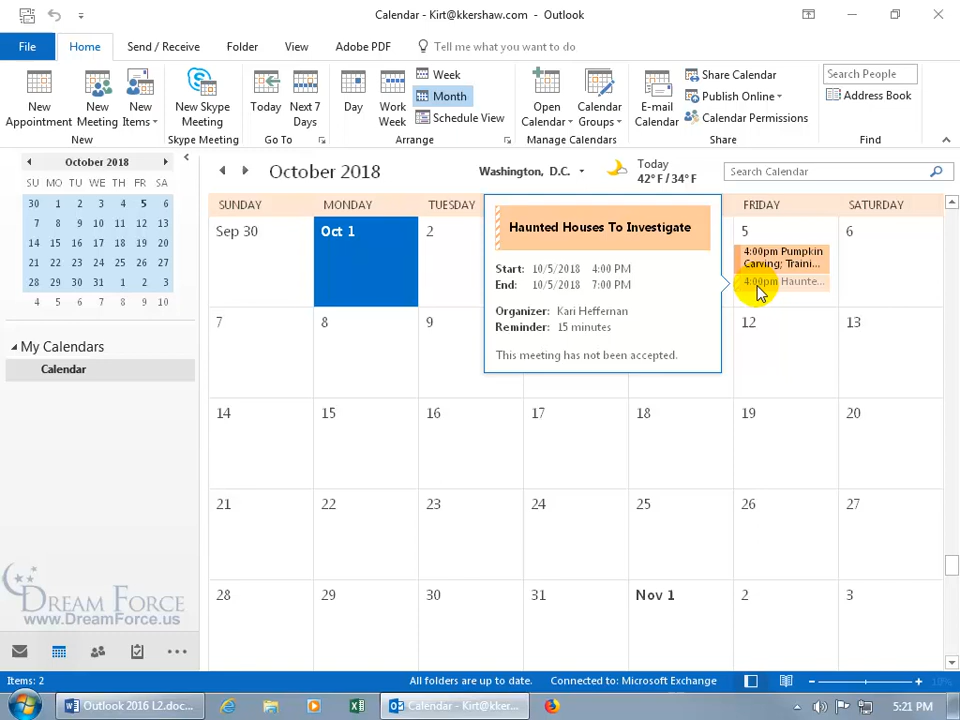 Calendar - Kirt@kkershaw.com - Outlook
File Home Send / Receive Folder View Adobe PDF Tell me what you want to do
New Appointment
New Meeting
New Items
New
New Skype Meeting
Skype Meeting
Today
Next 7 Days
Go To
Day
Work Week
Week
Month
Schedule View
Arrange
Open Calendar
Calendar Groups
Manage Calendars
E-mail Calendar
Share Calendar
Publish Online
Calendar Permissions
Share
Search People
Address Book
Find
October 2018
SU MO TU WE TH FR SA
30 1 2 3 4 5 6
7 8 9 10 11 12 13
14 15 16 17 18 19 20
21 22 23 24 25 26 27
28 29 30 31 1 2 3
4 5 6 7 8 9 10
My Calendars
Calendar
DREAM FORCE
www.DreamForce.us
October 2018
Washington, D.C.
Today
42° F / 34° F
Search Calendar
SUNDAY MONDAY TUESDAY FRIDAY SATURDAY
Sep 30 Oct 1 2 5 6
4:00pm Pumpkin
Carving; Traini...
4:00pm Haunte...
Haunted Houses To Investigate
Start: 10/5/2018 4:00 PM
End: 10/5/2018 7:00 PM
Organizer: Kari Heffernan
Reminder: 15 minutes
This meeting has not been accepted.
7 8 9 12 13
14 15 16 17 18 19 20
21 22 23 24 25 26 27
28 29 30 31 Nov 1 2 3
Items: 2 All folders are up to date. Connected to: Microsoft Exchange
Outlook 2016 L2.doc...
Calendar - Kirt@kker...
5:21 PM